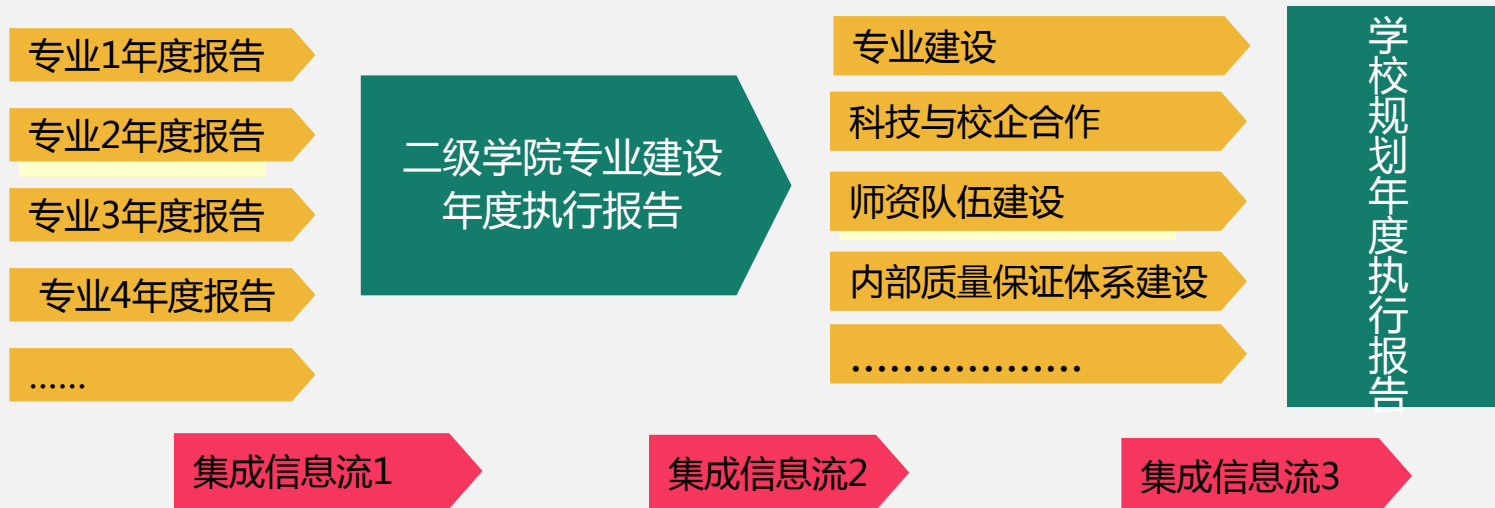 专业1年度报告
专业2年度报告
专业3年度报告
专业4年度报告
......
二级学院专业建设
年度执行报告
专业建设
科技与校企合作
师资队伍建设
内部质量保证体系建设
..................
学校规划年度执行报告
集成信息流1
集成信息流2
集成信息流3